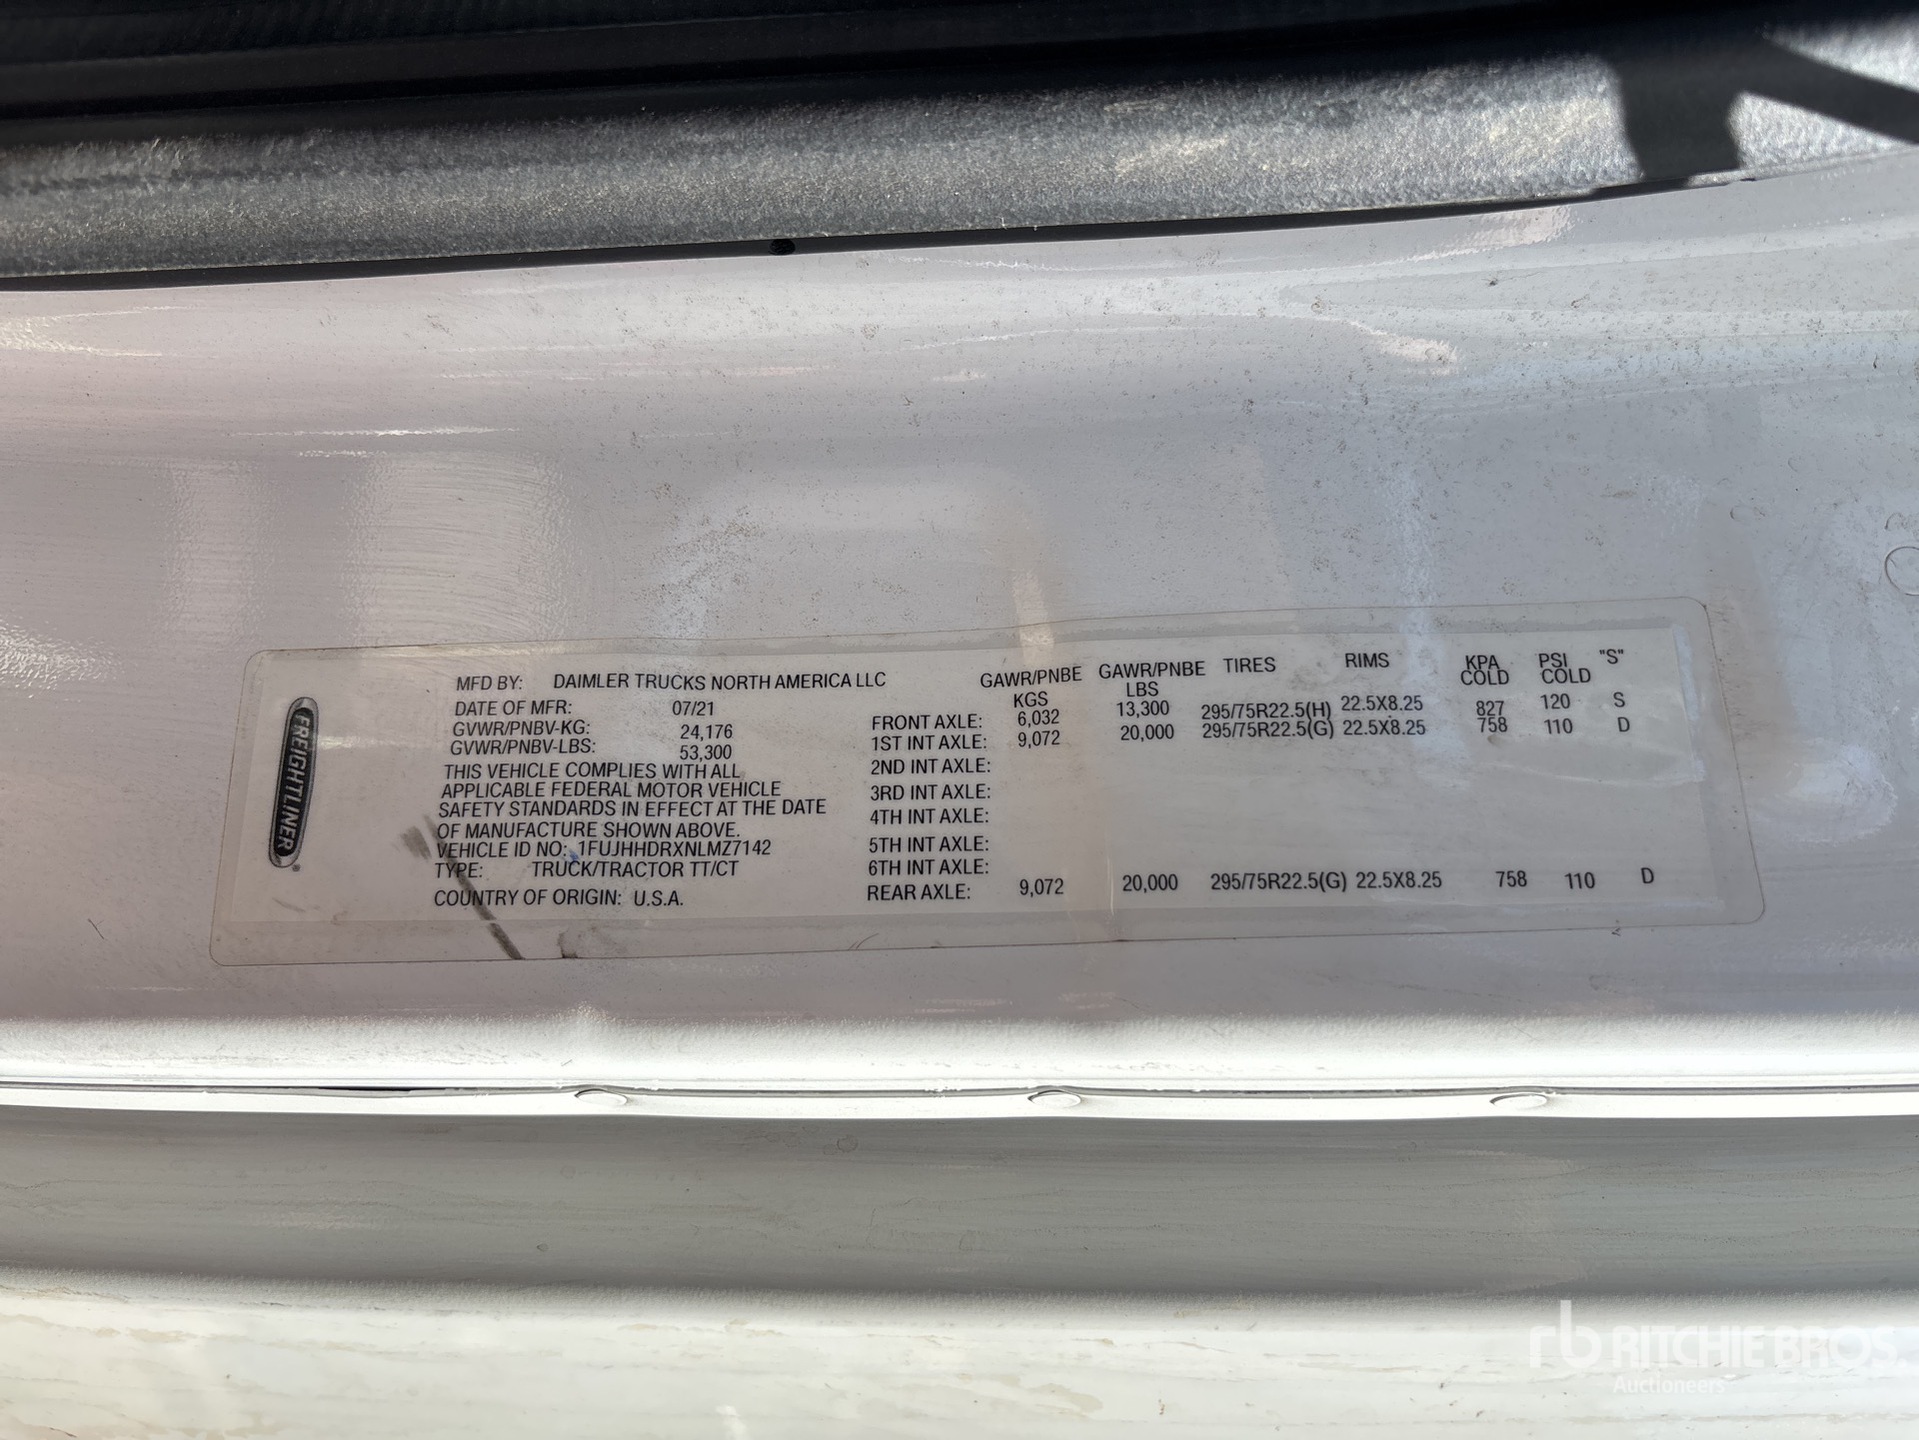 FREIGHTLINER
MFD BY: DAIMLER TRUCKS NORTH AMERICA LLC
DATE OF MFR: 07/21
GVWR/PNBV-KG: 24,176
GVWR/PNBV-LBS: 53,300
THIS VEHICLE COMPLIES WITH ALL
APPLICABLE FEDERAL MOTOR VEHICLE
SAFETY STANDARDS IN EFFECT AT THE DATE
OF MANUFACTURE SHOWN ABOVE.
VEHICLE ID NO: 1FUJHHDRXNLMZ7142
TYPE: TRUCK/TRACTOR TT/CT
COUNTRY OF ORIGIN: U.S.A.
GAWR/PNBE GAWR/PNBE TIRES RIMS KPA PSI "S"
KGS LBS COLD COLD
FRONT AXLE: 6,032 13,300 295/75R22.5(H) 22.5X8.25 827 120 S
1ST INT AXLE: 9,072 20,000 295/75R22.5(G) 22.5X8.25 758 110 D
2ND INT AXLE:
3RD INT AXLE:
4TH INT AXLE:
5TH INT AXLE:
6TH INT AXLE:
REAR AXLE: 9,072 20,000 295/75R22.5(G) 22.5X8.25 758 110 D
rb RITCHIE BROS.
Auctioneers